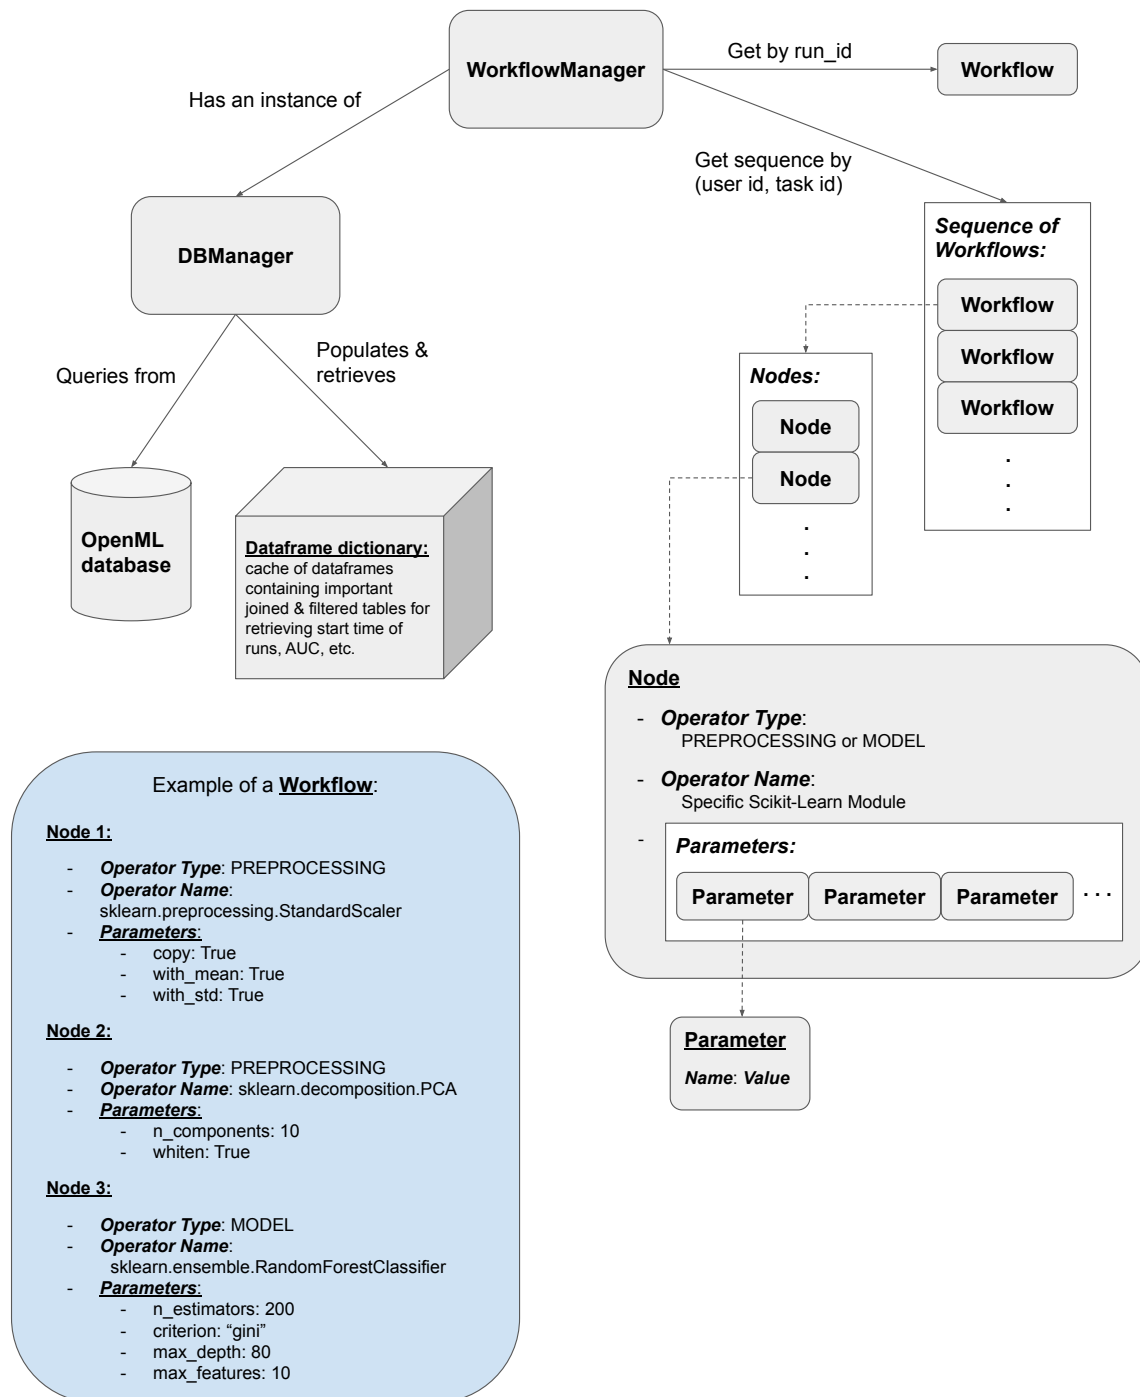 WorkflowManager
Get by run_id
Workflow
Has an instance of
Get sequence by
(user id, task id)
DBManager
Sequence of
Workflows:
Workflow
Workflow
Workflow
.
.
.
Queries from
Populates &
retrieves
Nodes:
Node
Node
.
.
.
OpenML
database
Dataframe dictionary:
cache of dataframes
containing important
joined & filtered tables for
retrieving start time of
runs, AUC, etc.
Node
- Operator Type:
PREPROCESSING or MODEL
- Operator Name:
Specific Scikit-Learn Module
-
Parameters:
Parameter Parameter Parameter . . .
Parameter
Name: Value
Example of a Workflow:
Node 1:
- Operator Type: PREPROCESSING
- Operator Name:
sklearn.preprocessing.StandardScaler
- Parameters:
- copy: True
- with_mean: True
- with_std: True
Node 2:
- Operator Type: PREPROCESSING
- Operator Name: sklearn.decomposition.PCA
- Parameters:
- n_components: 10
- whiten: True
Node 3:
- Operator Type: MODEL
- Operator Name:
sklearn.ensemble.RandomForestClassifier
- Parameters:
- n_estimators: 200
- criterion: “gini”
- max_depth: 80
- max_features: 10